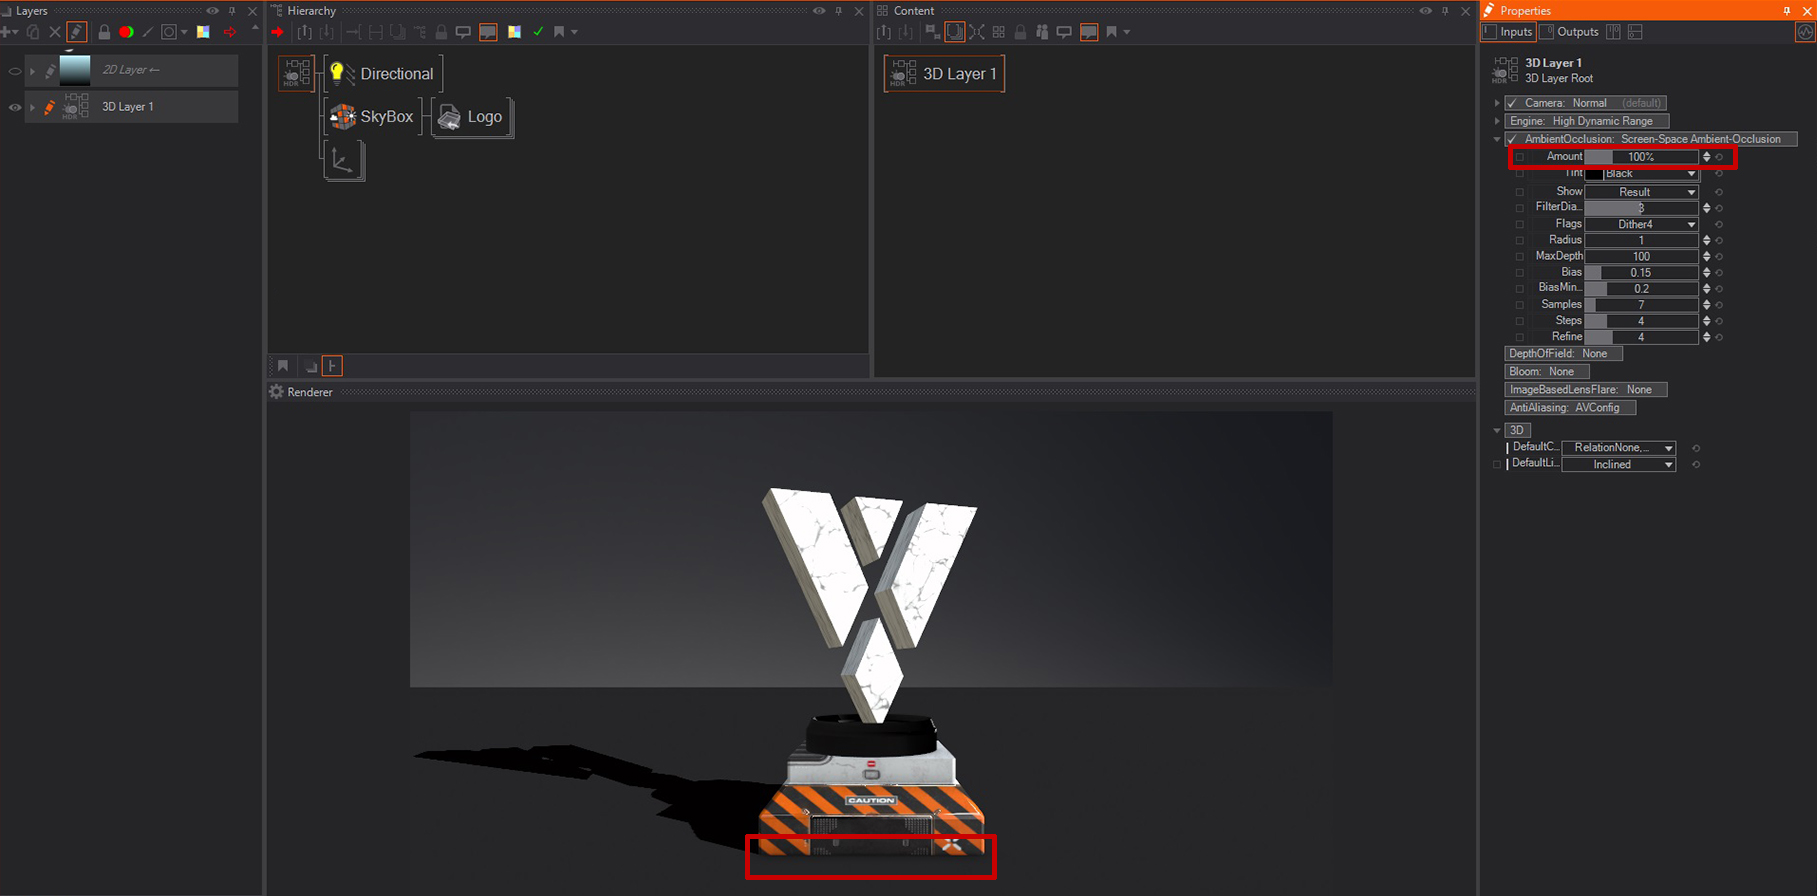 Layers
2D Layer
3D Layer 1
HDR
Hierarchy
HDR
Directional
SkyBox
Logo
Content
HDR
3D Layer 1
Renderer
CAUTION
Properties
Inputs
Outputs
HDR
3D Layer 1
3D Layer Root
Camera: Normal (default)
Engine: High Dynamic Range
AmbientOcclusion: Screen-Space Ambient-Occlusion
Amount 100%
Tint Black
Show Result
FilterDia... 3
Flags Dither4
Radius 1
MaxDepth 100
Bias 0.15
BiasMin... 0.2
Samples 7
Steps 4
Refine 4
DepthOfField: None
Bloom: None
ImageBasedLensFlare: None
AntiAliasing: AVConfig
3D
DefaultC... RelationNone,...
DefaultLi... Inclined